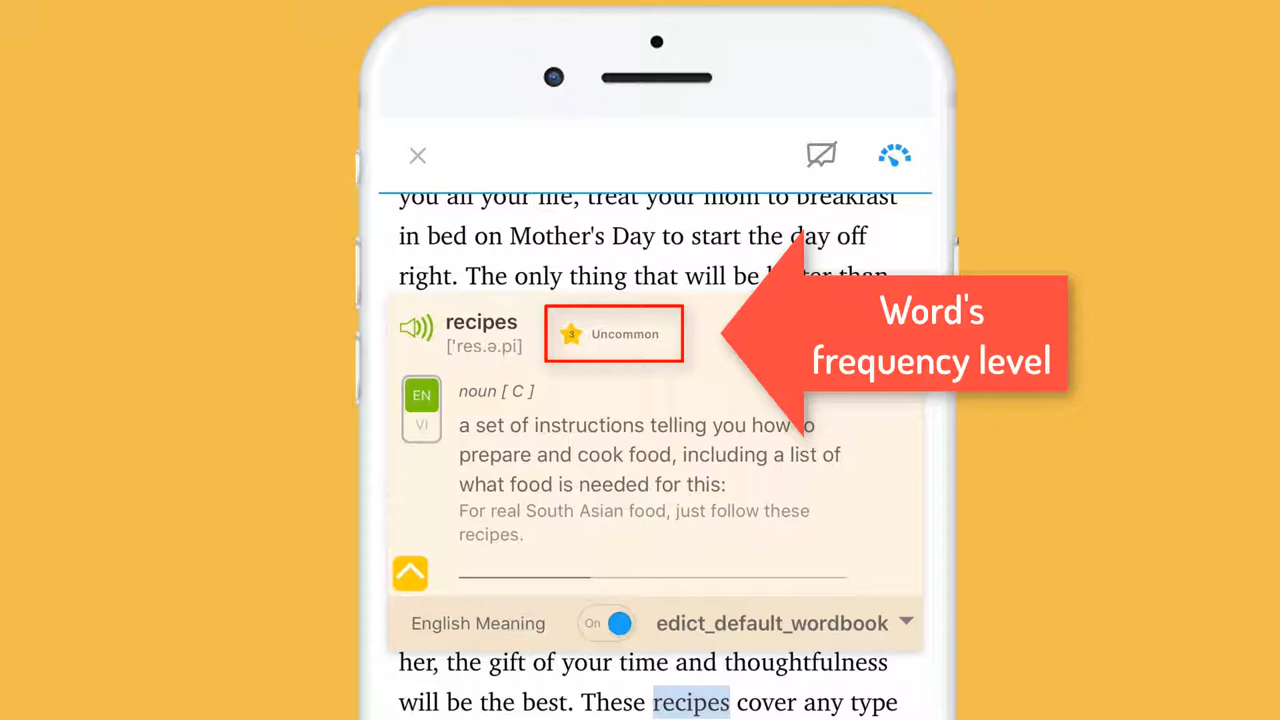 you all your life, treat your mom to breakfast
in bed on Mother's Day to start the day off
right. The only thing that will be better than
recipes
['res.ə.pi]
3 Uncommon
Word's
frequency level
EN
VI
noun [ C ]
a set of instructions telling you how to
prepare and cook food, including a list of
what food is needed for this:
For real South Asian food, just follow these
recipes.
English Meaning
On
edict_default_wordbook
her, the gift of your time and thoughtfulness
will be the best. These recipes cover any type